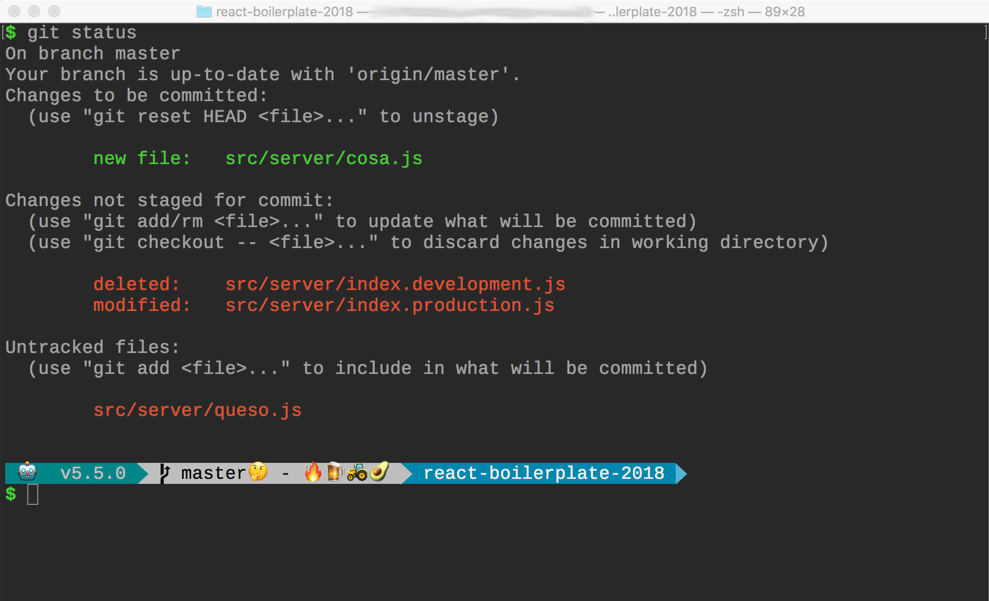 react-boilerplate-2018 — — ..lerplate-2018 — -zsh — 89×28
[$ git status ]
On branch master
Your branch is up-to-date with 'origin/master'.
Changes to be committed:
(use "git reset HEAD <file>..." to unstage)
new file: src/server/cosa.js
Changes not staged for commit:
(use "git add/rm <file>..." to update what will be committed)
(use "git checkout -- <file>..." to discard changes in working directory)
deleted: src/server/index.development.js
modified: src/server/index.production.js
Untracked files:
(use "git add <file>..." to include in what will be committed)
src/server/queso.js
🤖 v5.5.0 master🤔 - 🔥🍺🚜🥑 react-boilerplate-2018
$